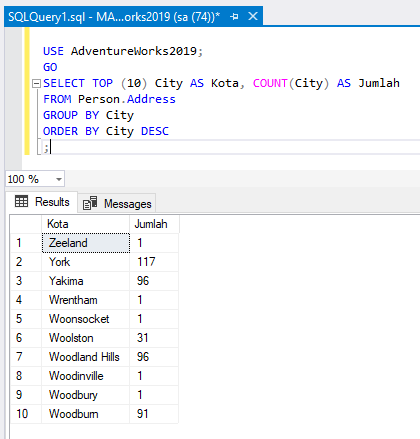 SQLQuery1.sql - MA...orks2019 (sa (74))*
USE AdventureWorks2019;
GO
SELECT TOP (10) City AS Kota, COUNT(City) AS Jumlah
FROM Person.Address
GROUP BY City
ORDER BY City DESC
;
100 %
Results Messages
Kota Jumlah
1 Zeeland 1
2 York 117
3 Yakima 96
4 Wrentham 1
5 Woonsocket 1
6 Woolston 31
7 Woodland Hills 96
8 Woodinville 1
9 Woodbury 1
10 Woodburn 91